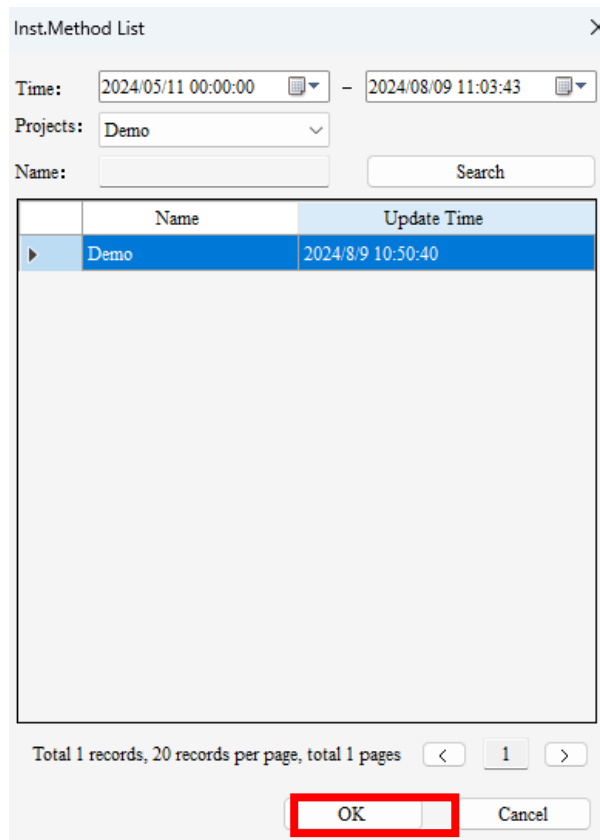 Inst.Method List
Time: 2024/05/11 00:00:00 – 2024/08/09 11:03:43
Projects: Demo
Name: Search
Name Update Time
Demo 2024/8/9 10:50:40
Total 1 records, 20 records per page, total 1 pages < 1 >
OK Cancel